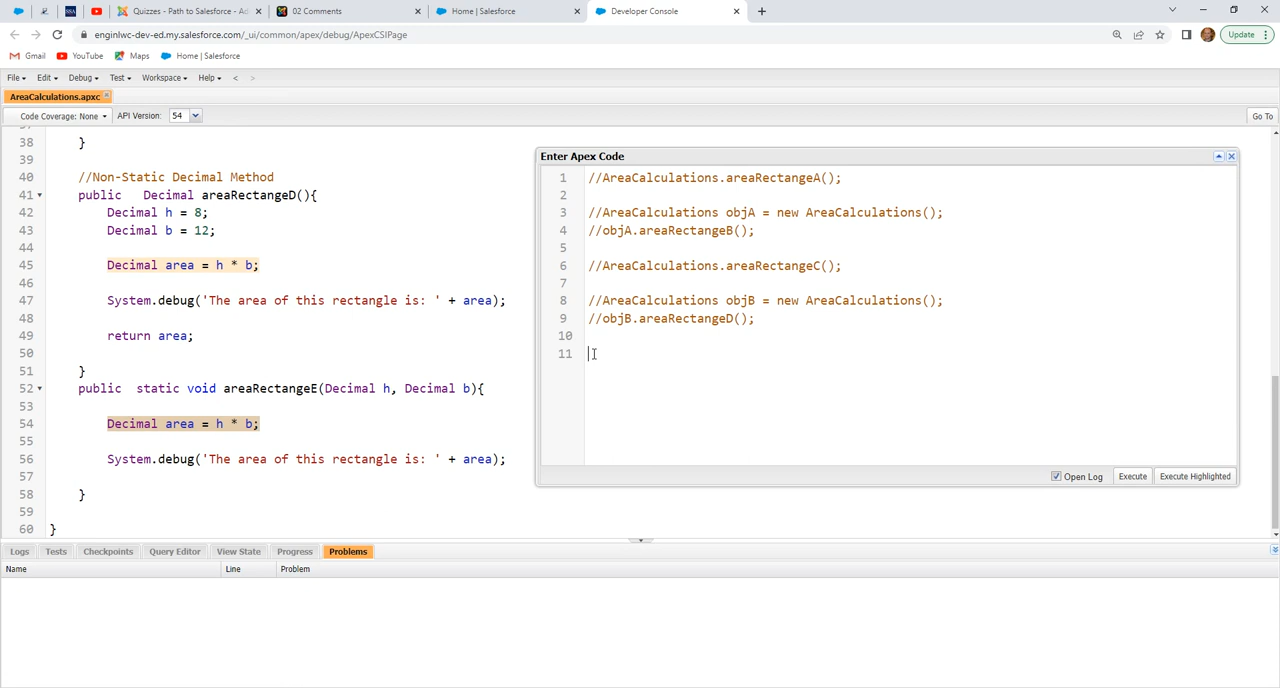 Quizzes - Path to Salesforce - Ad
02 Comments
Home | Salesforce
Developer Console
enginlwc-dev-ed.my.salesforce.com/_ui/common/apex/debug/ApexCSIPage
Update
Gmail YouTube Maps Home | Salesforce
File Edit Debug Test Workspace Help < >
AreaCalculations.apxc
Code Coverage: None API Version: 54 Go To
38 }
39
40 //Non-Static Decimal Method
41 public Decimal areaRectangeD(){
42 Decimal h = 8;
43 Decimal b = 12;
44
45 Decimal area = h * b;
46
47 System.debug('The area of this rectangle is: ' + area);
48
49 return area;
50
51 }
52 public static void areaRectangeE(Decimal h, Decimal b){
53
54 Decimal area = h * b;
55
56 System.debug('The area of this rectangle is: ' + area);
57
58 }
59
60 }
Enter Apex Code
1 //AreaCalculations.areaRectangeA();
2
3 //AreaCalculations objA = new AreaCalculations();
4 //objA.areaRectangeB();
5
6 //AreaCalculations.areaRectangeC();
7
8 //AreaCalculations objB = new AreaCalculations();
9 //objB.areaRectangeD();
10
11
Open Log Execute Execute Highlighted
Logs Tests Checkpoints Query Editor View State Progress Problems
Name Line Problem